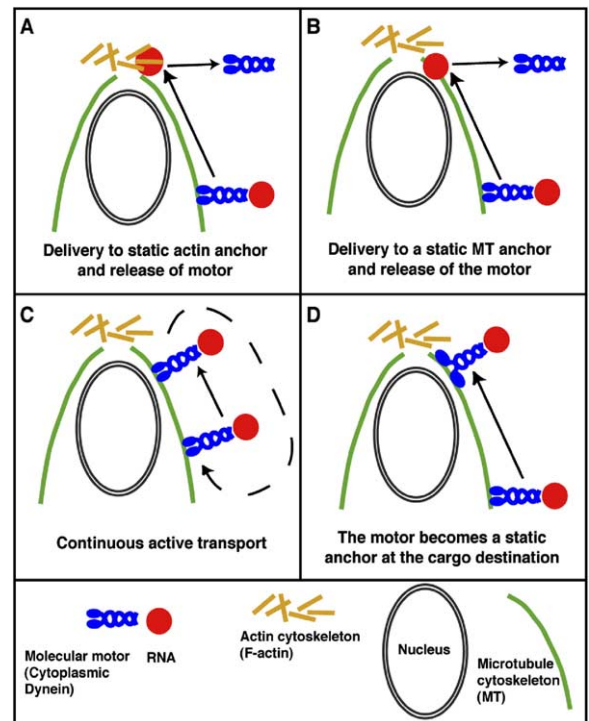 A
Delivery to static actin anchor
and release of motor
B
Delivery to a static MT anchor
and release of the motor
C
Continuous active transport
D
The motor becomes a static
anchor at the cargo destination
Molecular motor
(Cytoplasmic
Dynein)
RNA
Actin cytoskeleton
(F-actin)
Nucleus
Microtubule
cytoskeleton
(MT)